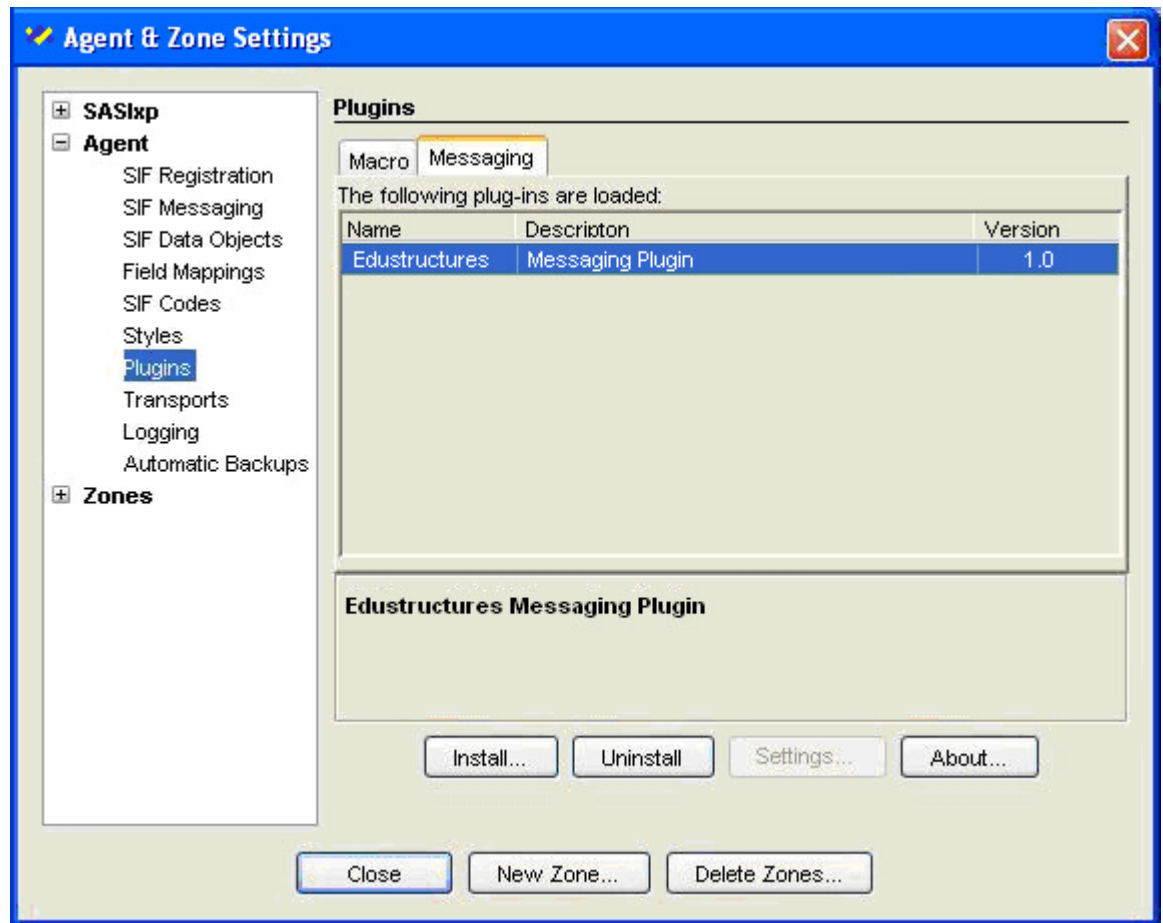 Agent & Zone Settings
SASIxp
Agent
SIF Registration
SIF Messaging
SIF Data Objects
Field Mappings
SIF Codes
Styles
Plugins
Transports
Logging
Automatic Backups
Zones
Plugins
Macro Messaging
The following plug-ins are loaded:
Name Descripton Version
Edustructures Messaging Plugin 1.0
Edustructures Messaging Plugin
Install... Uninstall Settings... About...
Close New Zone... Delete Zones...